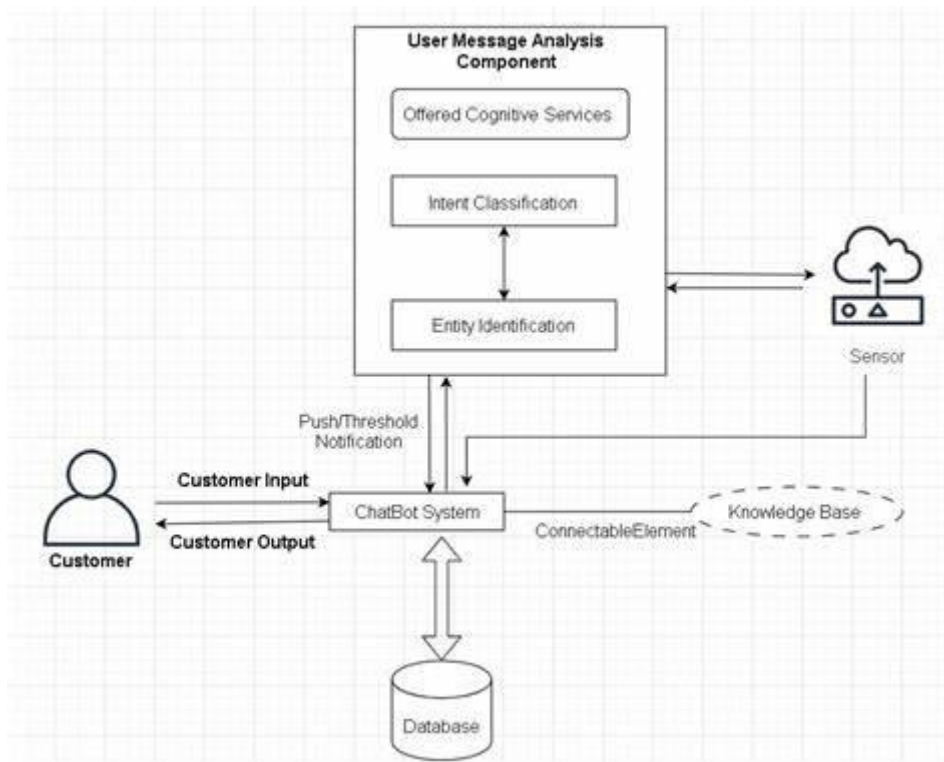 User Message Analysis
Component
Offered Cognitive Services
Intent Classification
Entity Identification
Sensor
Push/Threshold
Notification
Customer Input
ChatBot System
Knowledge Base
ConnectableElement
Customer Output
Customer
Database